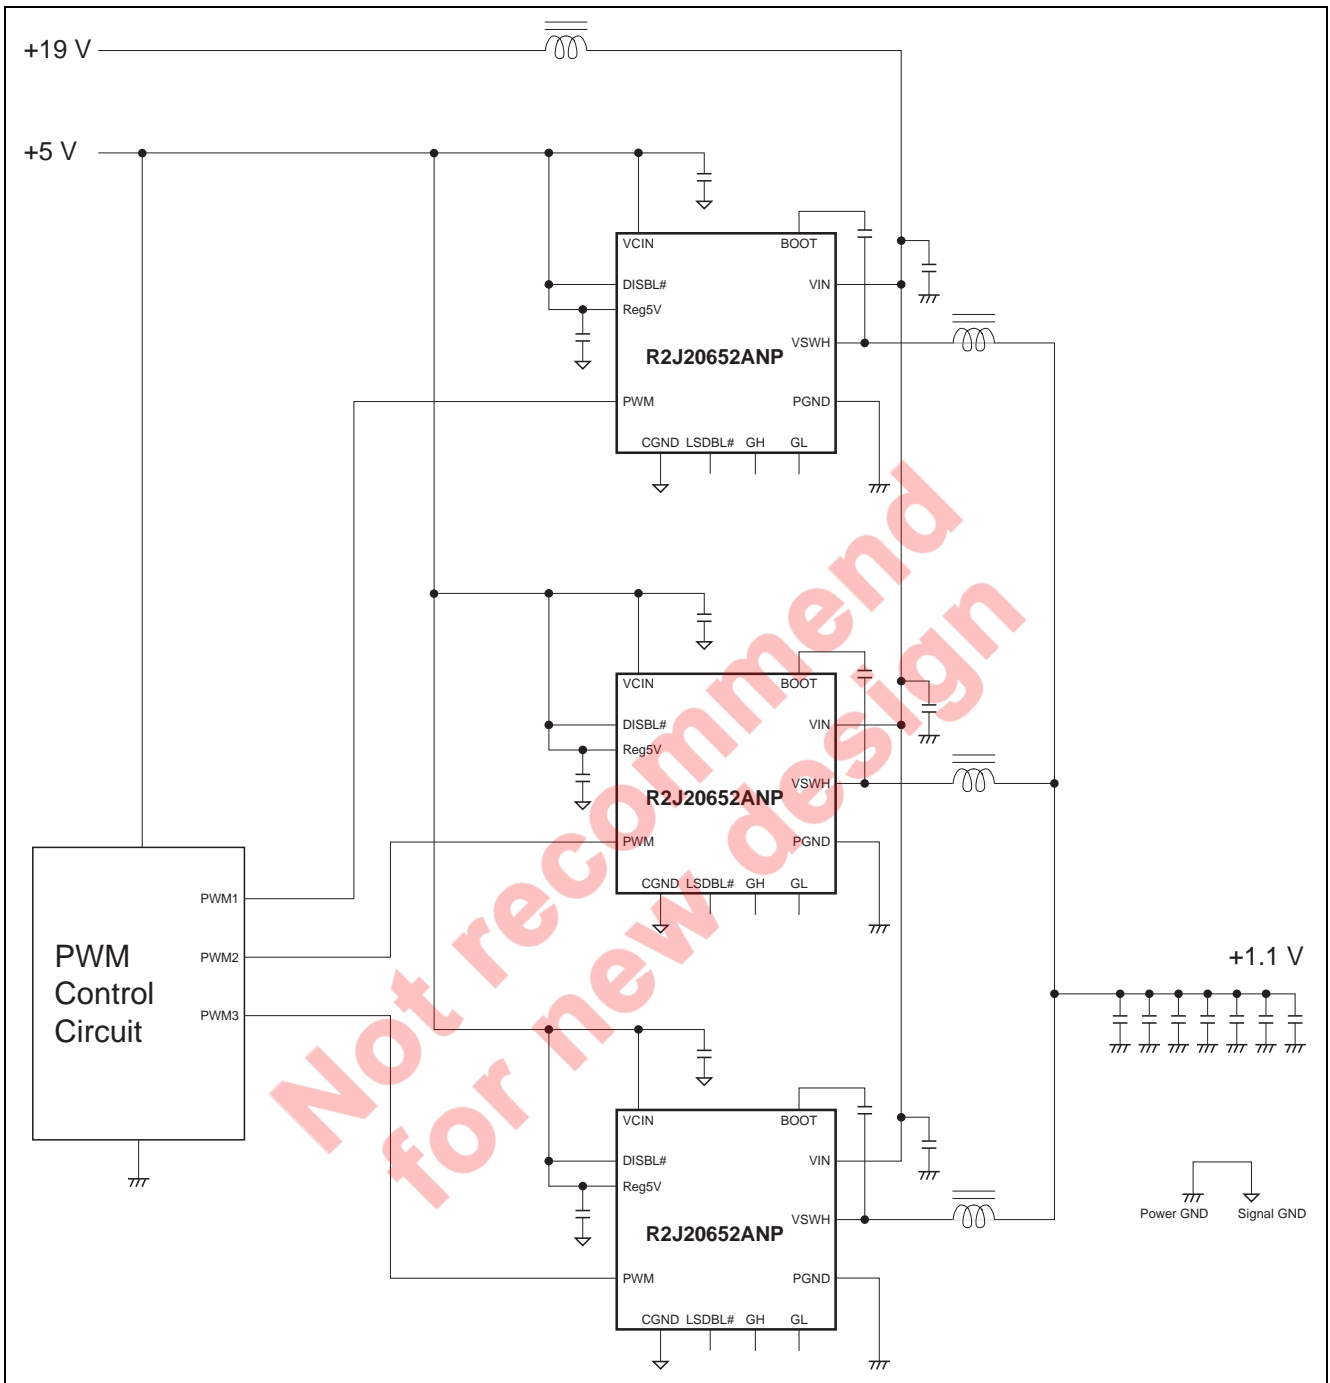 +19 V
+5 V
VCIN
BOOT
DISBL#
VIN
Reg5V
R2J20652ANP
VSWH
PWM
PGND
CGND LSDBL# GH GL
VCIN
BOOT
DISBL#
VIN
Reg5V
R2J20652ANP
VSWH
PWM
PGND
CGND LSDBL# GH GL
PWM1
PWM2
PWM3
PWM
Control
Circuit
+1.1 V
VCIN
BOOT
DISBL#
VIN
Reg5V
R2J20652ANP
VSWH
PWM
PGND
CGND LSDBL# GH GL
Power GND
Signal GND
Not recommend
for new design